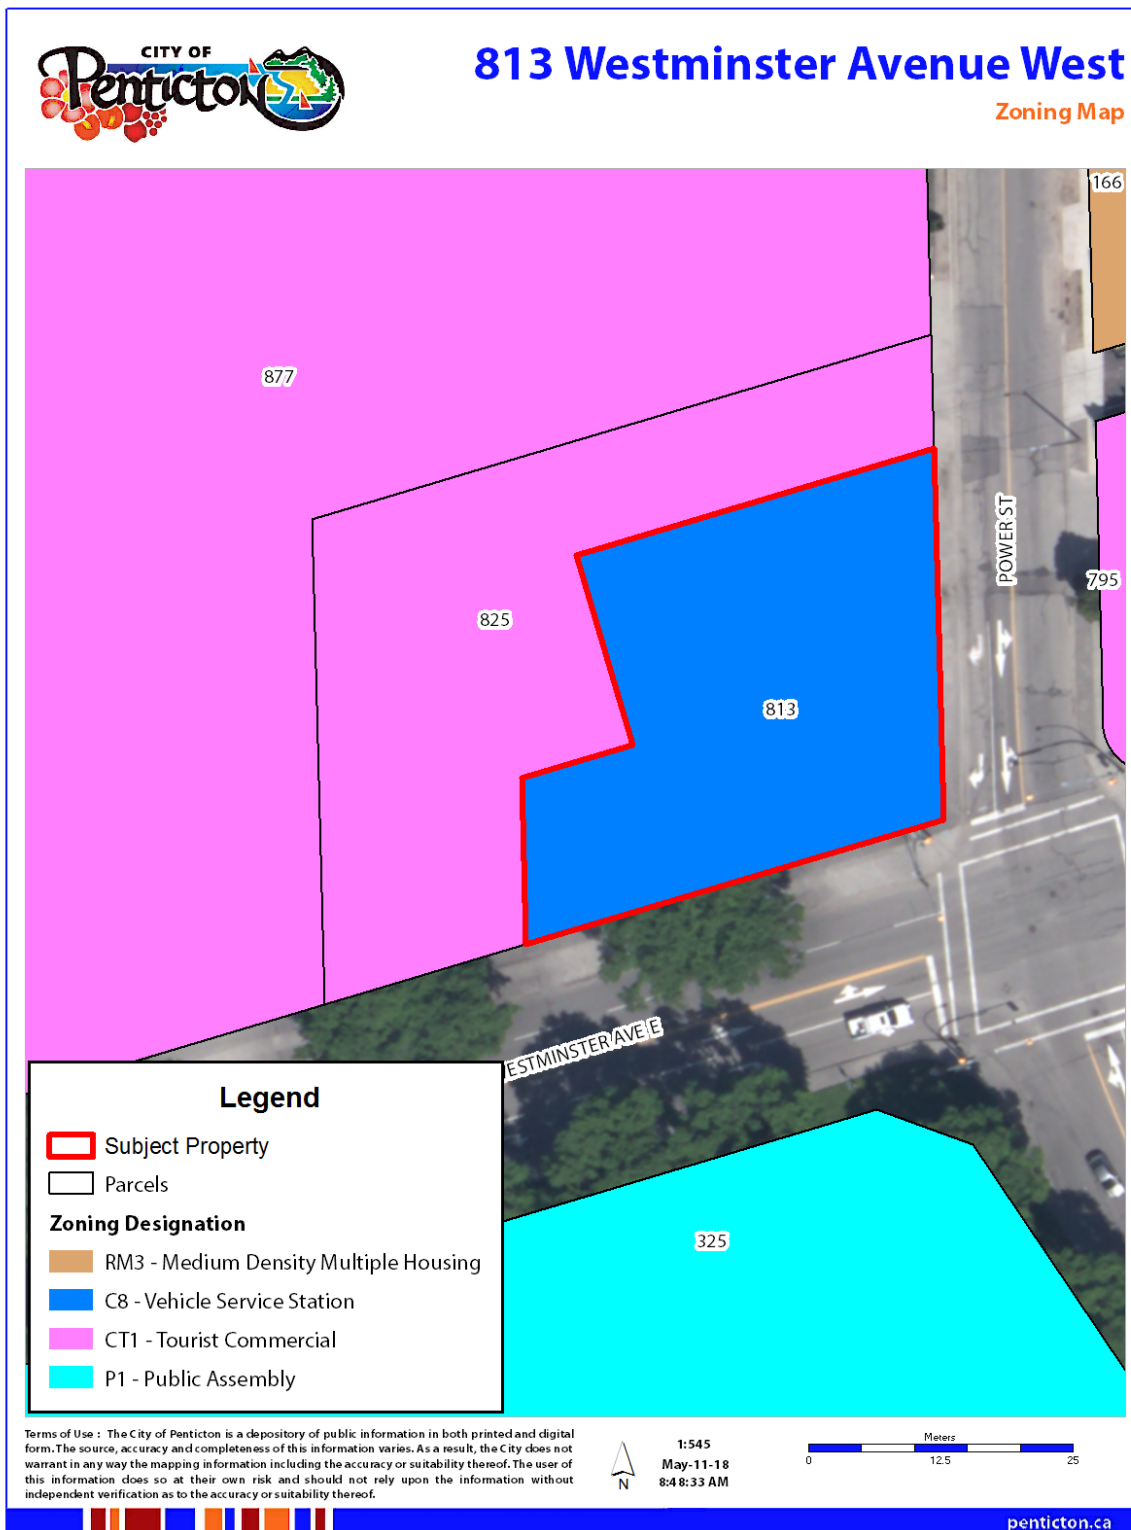 CITY OF
Penticton
813 Westminster Avenue West
Zoning Map
166
877
POWER ST
795
825
813
ESTMINSTER AVE E
325
Legend
Subject Property
Parcels
Zoning Designation
RM3 - Medium Density Multiple Housing
C8 - Vehicle Service Station
CT1 - Tourist Commercial
P1 - Public Assembly
Terms of Use : The City of Penticton is a depository of public information in both printed and digital
form. The source, accuracy and completeness of this information varies. As a result, the City does not
warrant in any way the mapping information including the accuracy or suitability thereof. The user of
this information does so at their own risk and should not rely upon the information without
independent verification as to the accuracy or suitability thereof.
N
1:545
May-11-18
8:48:33 AM
Meters
0 12.5 25
penticton.ca